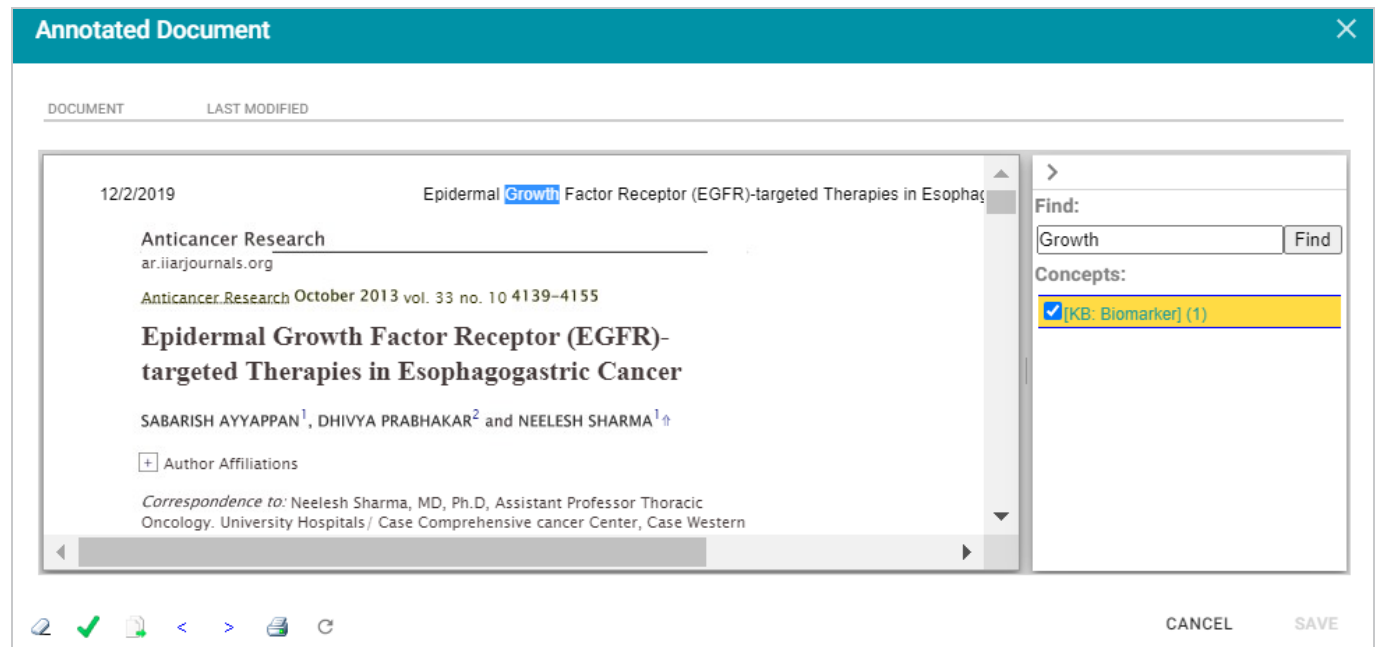 Annotated Document
DOCUMENT LAST MODIFIED
12/2/2019 Epidermal Growth Factor Receptor (EGFR)-targeted Therapies in Esophag
Anticancer Research
ar.iiarjournals.org
Anticancer Research October 2013 vol. 33 no. 10 4139–4155
Epidermal Growth Factor Receptor (EGFR)-
targeted Therapies in Esophagogastric Cancer
SABARISH AYYAPPAN1, DHIVYA PRABHAKAR2 and NEELESH SHARMA1⇑
+ Author Affiliations
Correspondence to: Neelesh Sharma, MD, Ph.D, Assistant Professor Thoracic
Oncology. University Hospitals/ Case Comprehensive cancer Center, Case Western
>
Find:
Growth Find
Concepts:
[KB: Biomarker] (1)
< >
CANCEL SAVE